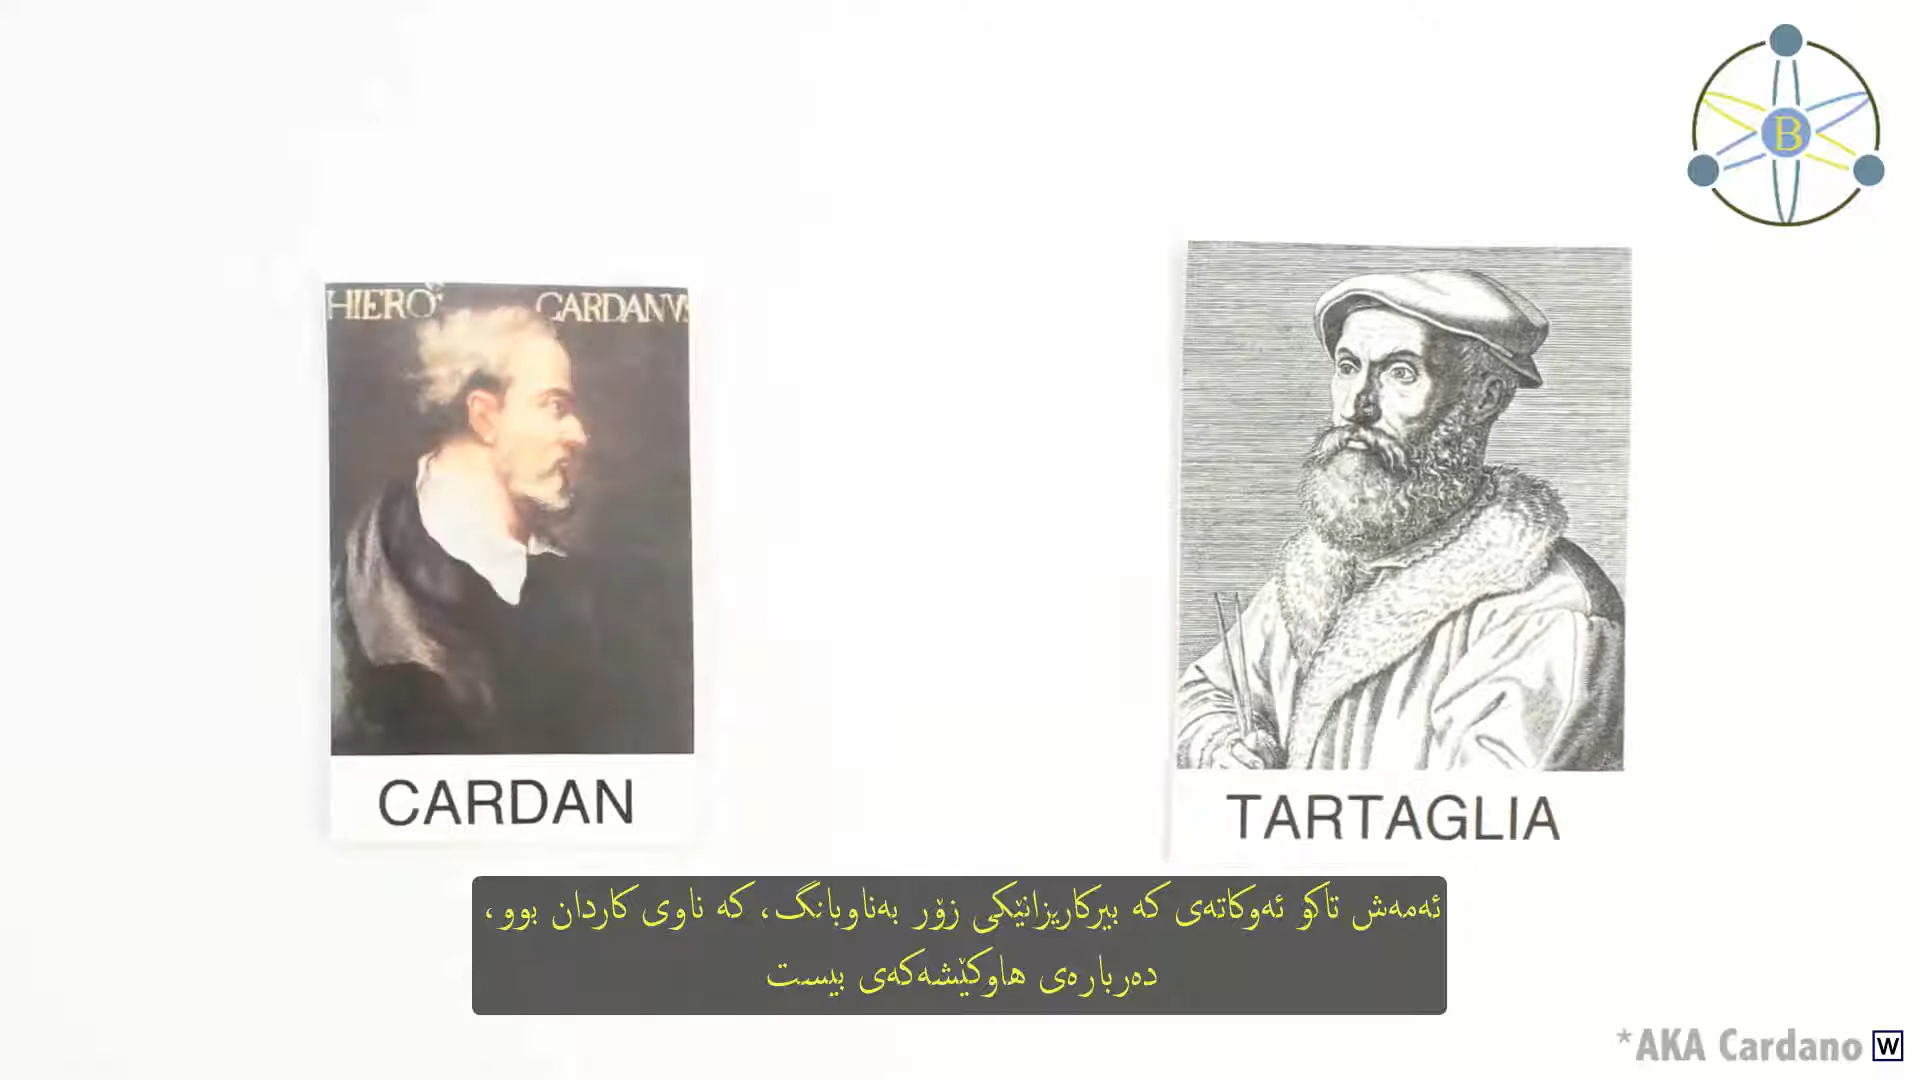 B
HIERO
CARDANVS
CARDAN
TARTAGLIA
ئەمەش تاکو ئەوکاتەی کە بیرکاریزانێکی زۆر بەناوبانگ، کە ناوی کاردان بوو،
دەربارەی هاوکێشەکەی بیست
*AKA Cardano W